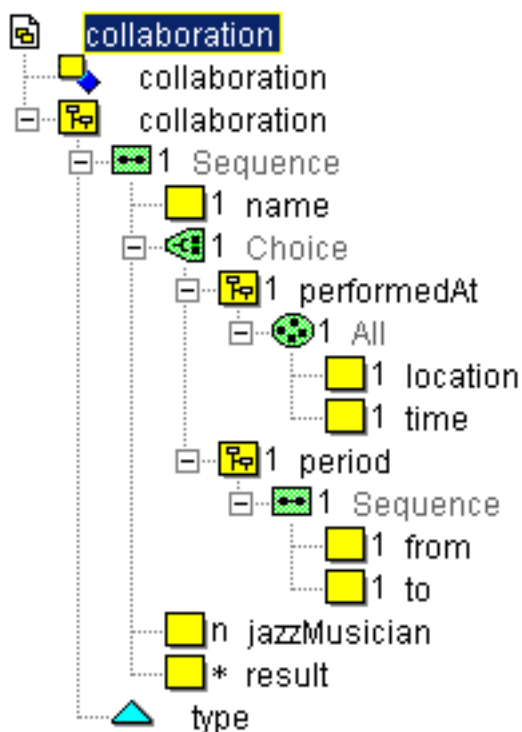 collaboration
collaboration
collaboration
1 Sequence
1 name
1 Choice
1 performedAt
1 All
1 location
1 time
1 period
1 Sequence
1 from
1 to
n jazzMusician
* result
type